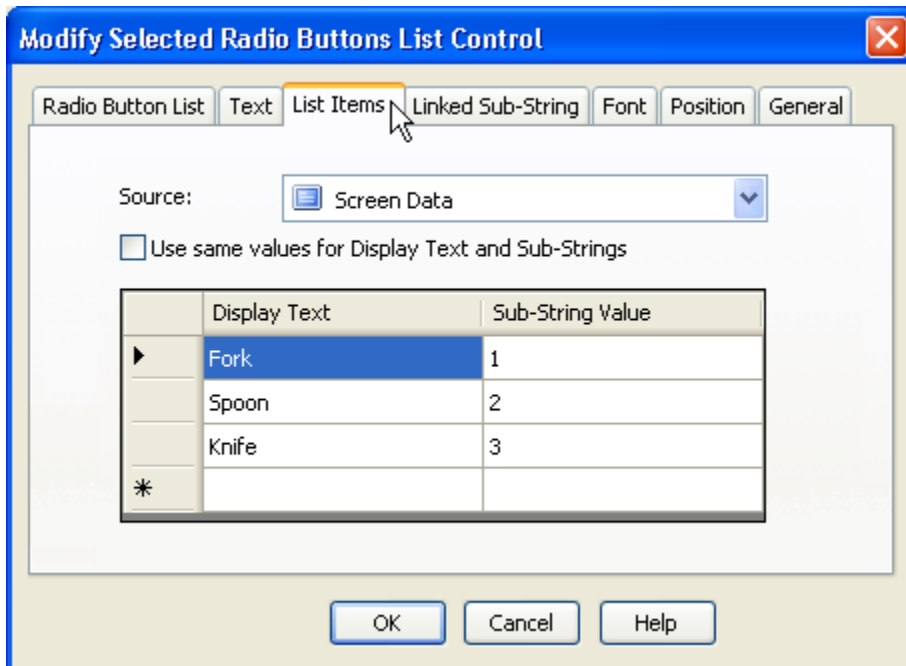 Modify Selected Radio Buttons List Control
Radio Button List Text List Items Linked Sub-String Font Position General
Source: Screen Data
Use same values for Display Text and Sub-Strings
Display Text Sub-String Value
Fork 1
Spoon 2
Knife 3
OK Cancel Help